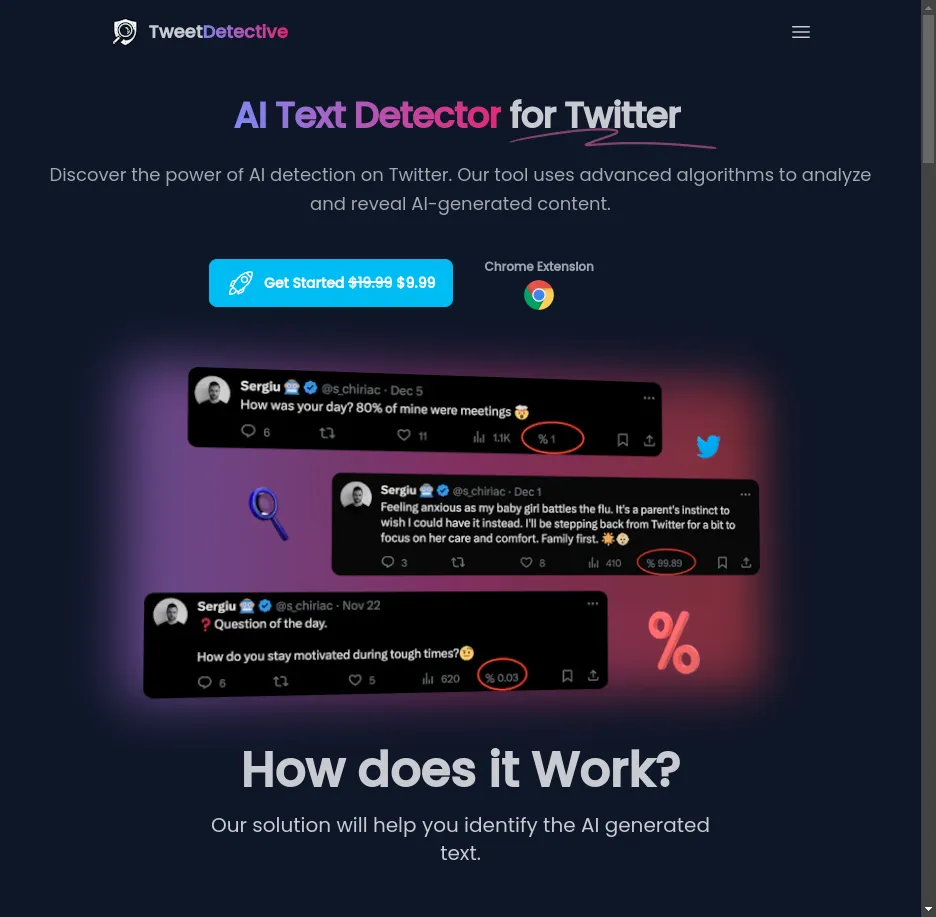 TweetDetective
AI Text Detector for Twitter
Discover the power of AI detection on Twitter. Our tool uses advanced algorithms to analyze
and reveal AI-generated content.
Get Started $19.99 $9.99
Chrome Extension
Sergiu @s_chiriac · Dec 5
How was your day? 80% of mine were meetings 🤯
6 11 1.1K % 1
Sergiu @s_chiriac · Dec 1
Feeling anxious as my baby girl battles the flu. It's a parent's instinct to
wish I could have it instead. I'll be stepping back from Twitter for a bit to
focus on her care and comfort. Family first.
3 8 410 % 99.89
Sergiu @s_chiriac · Nov 22
❓Question of the day.
How do you stay motivated during tough times?🤨
6 5 620 % 0.03
%
How does it Work?
Our solution will help you identify the AI generated
text.